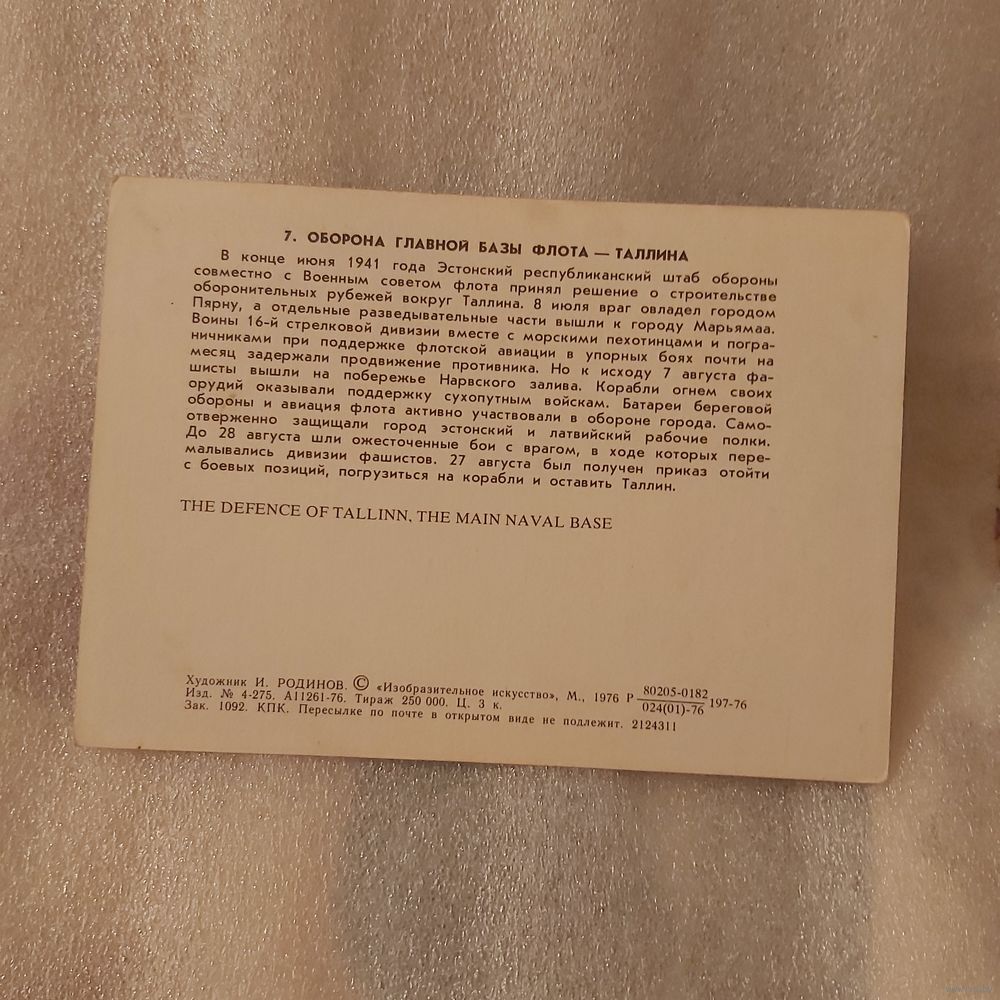 7. ОБОРОНА ГЛАВНОЙ БАЗЫ ФЛОТА — ТАЛЛИНА
В конце июня 1941 года Эстонский республиканский штаб обороны
совместно с Военным советом флота принял решение о строительстве
оборонительных рубежей вокруг Таллина. 8 июля враг овладел городом
Пярну, а отдельные разведывательные части вышли к городу Марьямаа.
Воины 16-й стрелковой дивизии вместе с морскими пехотинцами и погра-
ничниками при поддержке флотской авиации в упорных боях почти на
месяц задержали продвижение противника. Но к исходу 7 августа фа-
шисты вышли на побережье Нарвского залива. Корабли огнем своих
орудий оказывали поддержку сухопутным войскам. Батареи береговой
обороны и авиация флота активно участвовали в обороне города. Само-
отверженно защищали город эстонский и латвийский рабочие полки.
До 28 августа шли ожесточенные бои с врагом, в ходе которых пере-
малывались дивизии фашистов. 27 августа был получен приказ отойти
с боевых позиций, погрузиться на корабли и оставить Таллин.
THE DEFENCE OF TALLINN, THE MAIN NAVAL BASE
Художник И. РОДИНОВ. © «Изобразительное искусство», М., 1976 Р 80205-0182/024(01)-76 197-76
Изд. № 4-275. А11261-76. Тираж 250 000. Ц. 3 к.
Зак. 1092. КПК. Пересылке по почте в открытом виде не подлежит. 2124311